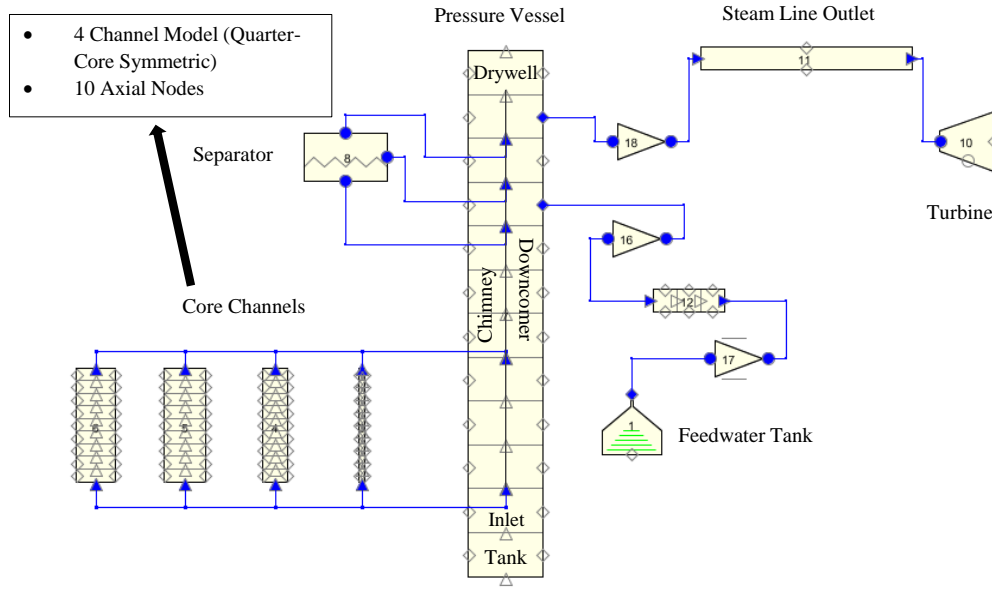 Pressure Vessel
Steam Line Outlet
• 4 Channel Model (Quarter-
Core Symmetric)
• 10 Axial Nodes
Drywell
11
Separator
8
18
10
Turbine
16
Chimney
Downcomer
12
Core Channels
17
6
5
4
1
Feedwater Tank
Inlet
Tank